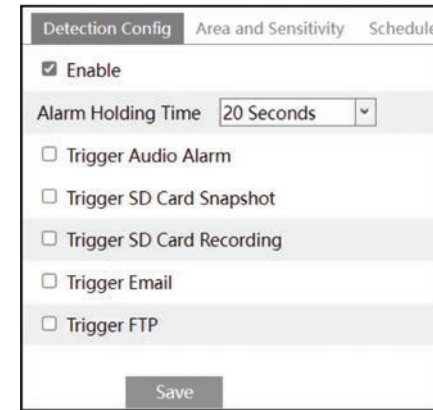 Detection Config Area and Sensitivity Schedule
Enable
Alarm Holding Time 20 Seconds
Trigger Audio Alarm
Trigger SD Card Snapshot
Trigger SD Card Recording
Trigger Email
Trigger FTP
Save